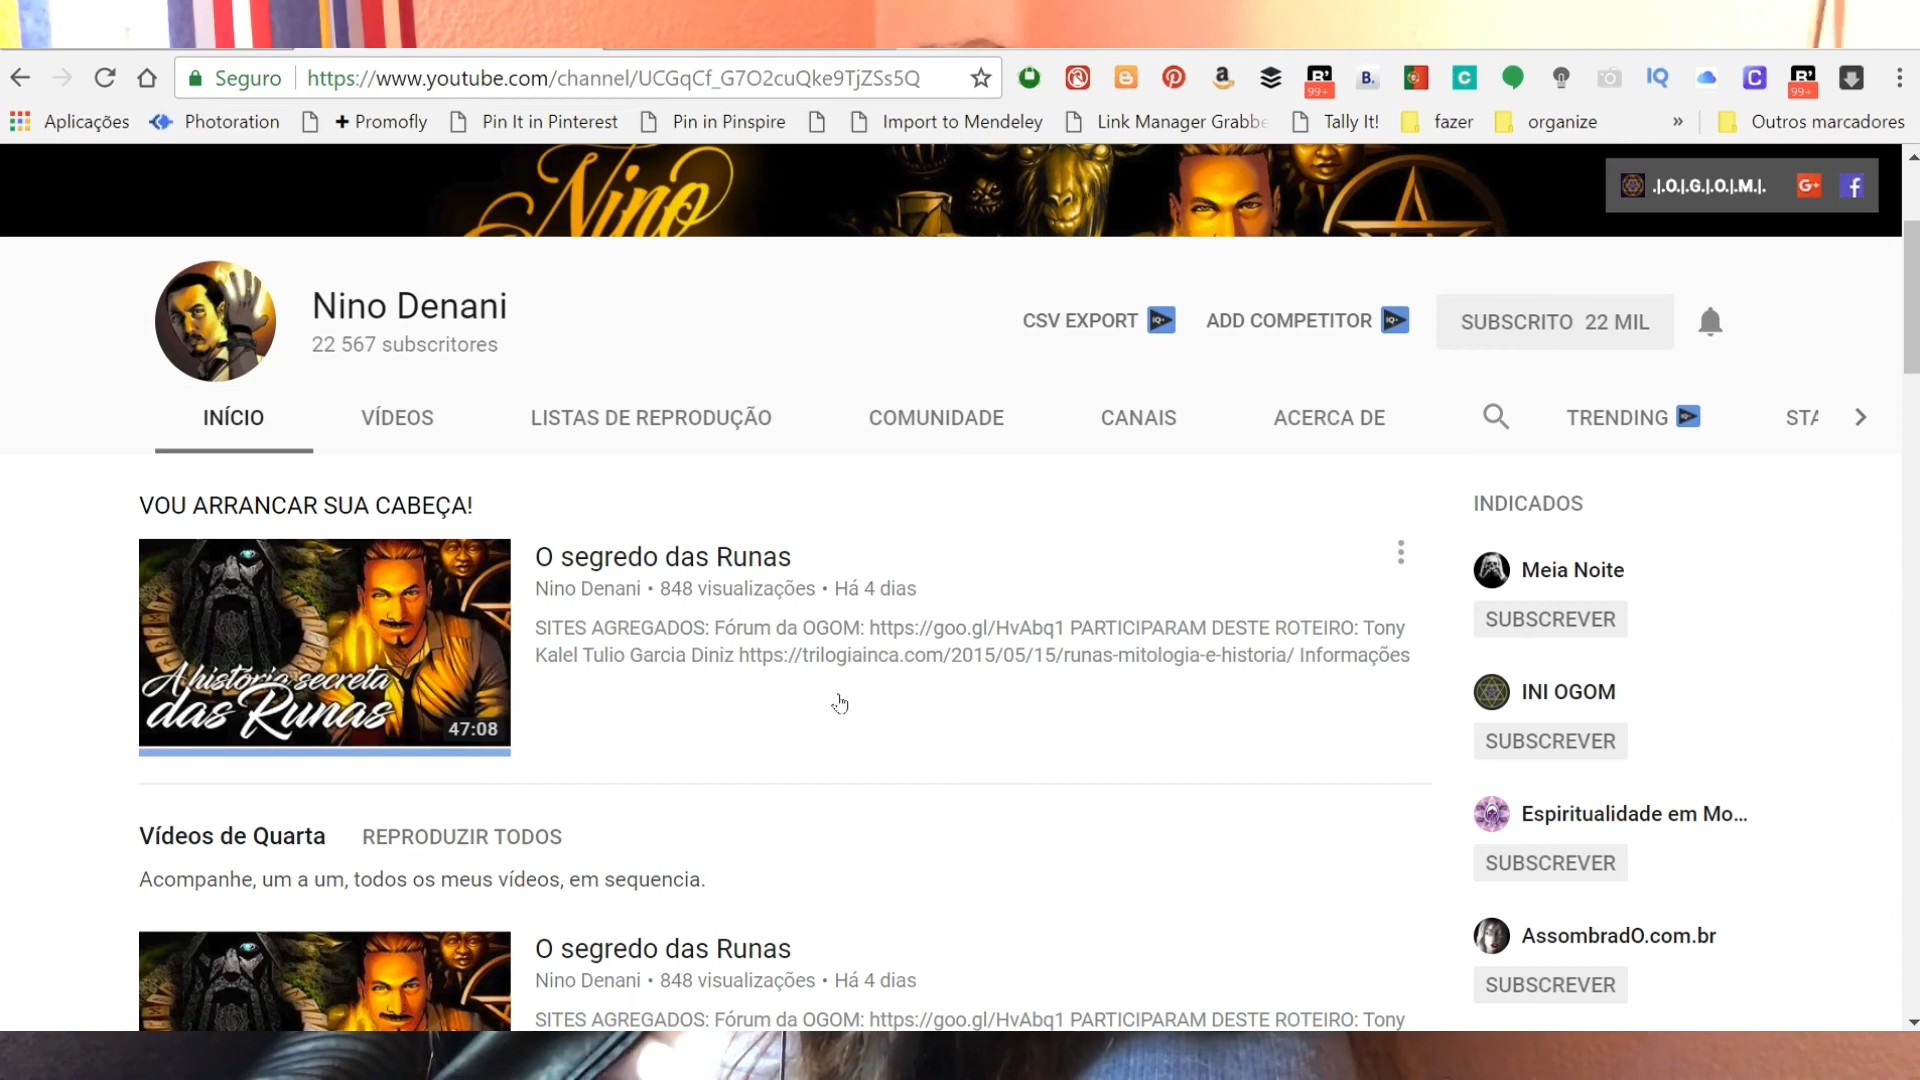 Seguro https://www.youtube.com/channel/UCGqCf_G7O2cuQke9TjZSs5Q
99+
99+
Aplicações Photoration + Promofly Pin It in Pinterest Pin in Pinspire Import to Mendeley Link Manager Grabbe Tally It! fazer organize » Outros marcadores
Nino
.|.O.|.G.|.O.|.M.|.
Nino Denani
22 567 subscritores
CSV EXPORT ADD COMPETITOR SUBSCRITO 22 MIL
INÍCIO VÍDEOS LISTAS DE REPRODUÇÃO COMUNIDADE CANAIS ACERCA DE TRENDING STA
VOU ARRANCAR SUA CABEÇA!
A história secreta
das Runas
47:08
O segredo das Runas
Nino Denani • 848 visualizações • Há 4 dias
SITES AGREGADOS: Fórum da OGOM: https://goo.gl/HvAbq1 PARTICIPARAM DESTE ROTEIRO: Tony
Kalel Tulio Garcia Diniz https://trilogiainca.com/2015/05/15/runas-mitologia-e-historia/ Informações
Vídeos de Quarta REPRODUZIR TODOS
Acompanhe, um a um, todos os meus vídeos, em sequencia.
O segredo das Runas
Nino Denani • 848 visualizações • Há 4 dias
SITES AGREGADOS: Fórum da OGOM: https://goo.gl/HvAbq1 PARTICIPARAM DESTE ROTEIRO: Tony
INDICADOS
Meia Noite
SUBSCREVER
INI OGOM
SUBSCREVER
Espiritualidade em Mo...
SUBSCREVER
AssombradO.com.br
SUBSCREVER